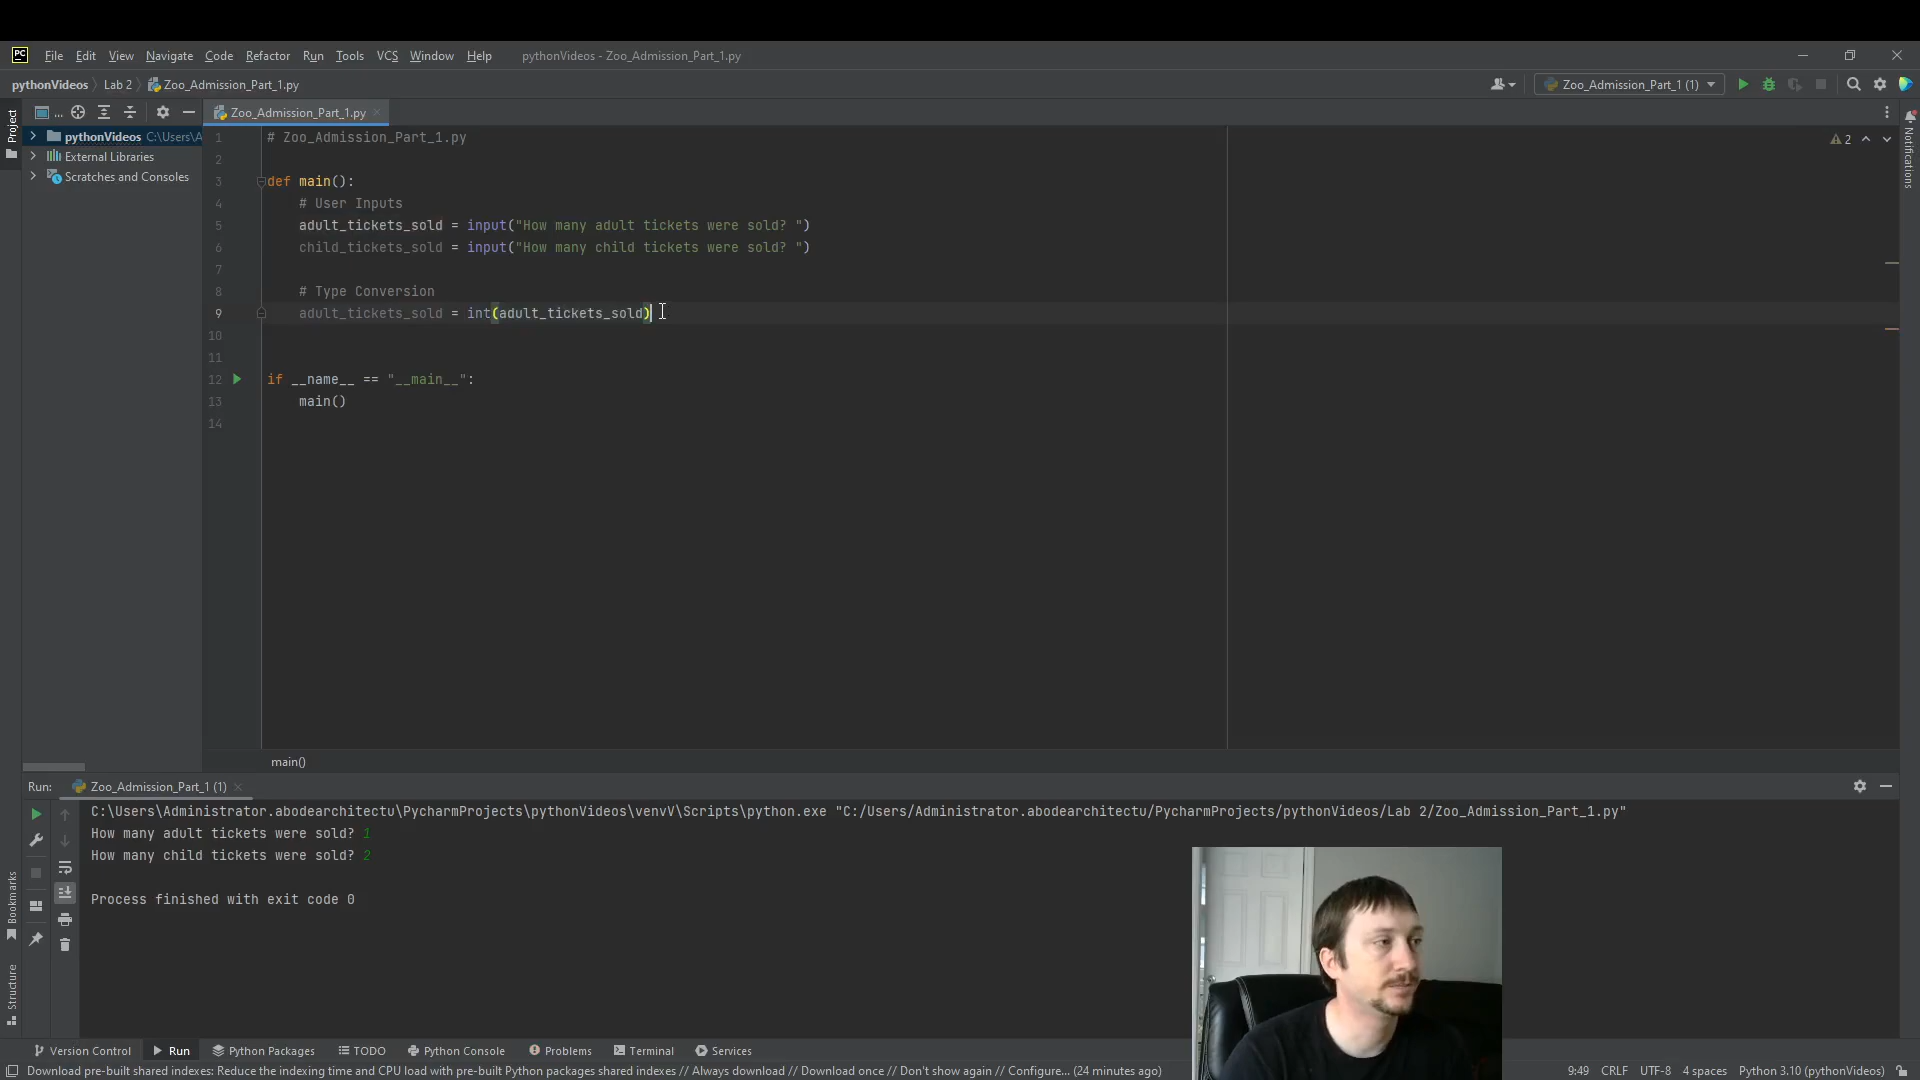 PC File Edit View Navigate Code Refactor Run Tools VCS Window Help pythonVideos - Zoo_Admission_Part_1.py
pythonVideos Lab 2 Zoo_Admission_Part_1.py Zoo_Admission_Part_1 (1)
Project ... Zoo_Admission_Part_1.py
pythonVideos C:\Users\A
External Libraries
Scratches and Consoles
1 # Zoo_Admission_Part_1.py
2
3 def main():
4 # User Inputs
5 adult_tickets_sold = input("How many adult tickets were sold? ")
6 child_tickets_sold = input("How many child tickets were sold? ")
7
8 # Type Conversion
9 adult_tickets_sold = int(adult_tickets_sold)
10
11
12 if __name__ == "__main__":
13 main()
14
2
Notifications
main()
Run: Zoo_Admission_Part_1 (1)
C:\Users\Administrator.abodearchitectu\PycharmProjects\pythonVideos\venvV\Scripts\python.exe "C:/Users/Administrator.abodearchitectu/PycharmProjects/pythonVideos/Lab 2/Zoo_Admission_Part_1.py"
How many adult tickets were sold? 1
How many child tickets were sold? 2
Process finished with exit code 0
Bookmarks
Structure
Version Control Run Python Packages TODO Python Console Problems Terminal Services
Download pre-built shared indexes: Reduce the indexing time and CPU load with pre-built Python packages shared indexes // Always download // Download once // Don't show again // Configure... (24 minutes ago) 9:49 CRLF UTF-8 4 spaces Python 3.10 (pythonVideos)